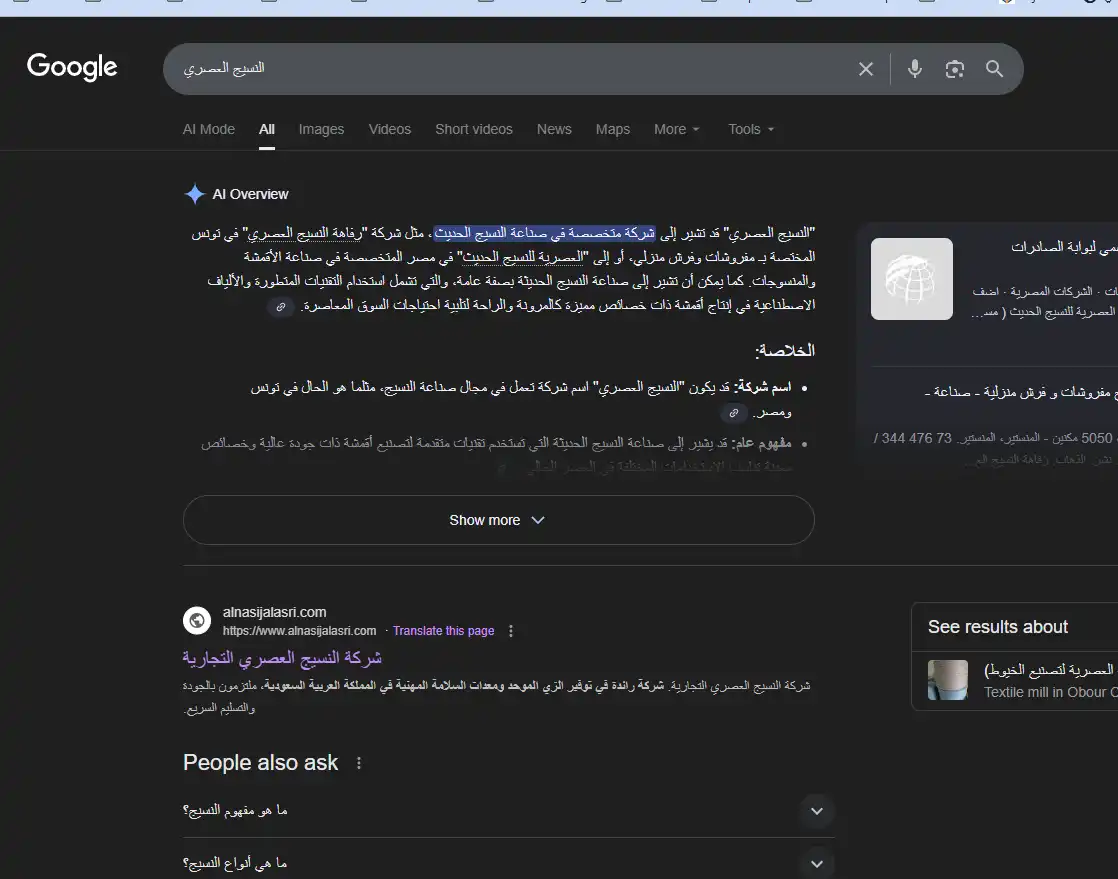 Google
النسيج العصري
AI Mode
All
Images
Videos
Short videos
News
Maps
More
Tools
AI Overview
"النسيج العصري" قد تشير إلى شركة متخصصة في صناعة النسيج الحديث، مثل شركة "رفاهة النسيج العصري" في تونس
المختصة بـ مفروشات وفرش منزلي، أو إلى "العصرية للنسيج الحديث" في مصر المتخصصة في صناعة الأقمشة
والمنسوجات. كما يمكن أن تشير إلى صناعة النسيج الحديثة بصفة عامة، والتي تشمل استخدام التقنيات المتطورة والألياف
الاصطناعية في إنتاج أقمشة ذات خصائص مميزة كالمرونة والراحة لتلبية احتياجات السوق المعاصرة.
الخلاصة:
• اسم شركة: قد يكون "النسيج العصري" اسم شركة تعمل في مجال صناعة النسيج، مثلما هو الحال في تونس
ومصر.
• مفهوم عام: قد يشير إلى صناعة النسيج الحديثة التي تستخدم تقنيات متقدمة لتصنيع أقمشة ذات جودة عالية وخصائص
معينة تناسب الاستخدامات المختلفة في العصر الحالي
Show more
لبوابة الصادرات
ات · الشركات المصرية · اضف
العصرية للنسيج الحديث ( مس...
مفروشات و فرش منزلية - صناعة -
5050 مكنين - المنستير، المنستير. 73 476 344 /
رفاهة النسيج الع...
alnasijalasri.com
https://www.alnasijalasri.com · Translate this page
شركة النسيج العصري التجارية
شركة النسيج العصري التجارية. شركة رائدة في توفير الزي الموحد ومعدات السلامة المهنية في المملكة العربية السعودية، ملتزمون بالجودة
والتسليم السريع.
See results about
العصرية لتصنيع الخيوط)
Textile mill in Obour C
People also ask
ما هو مفهوم النسيج؟
ما هي أنواع النسيج؟